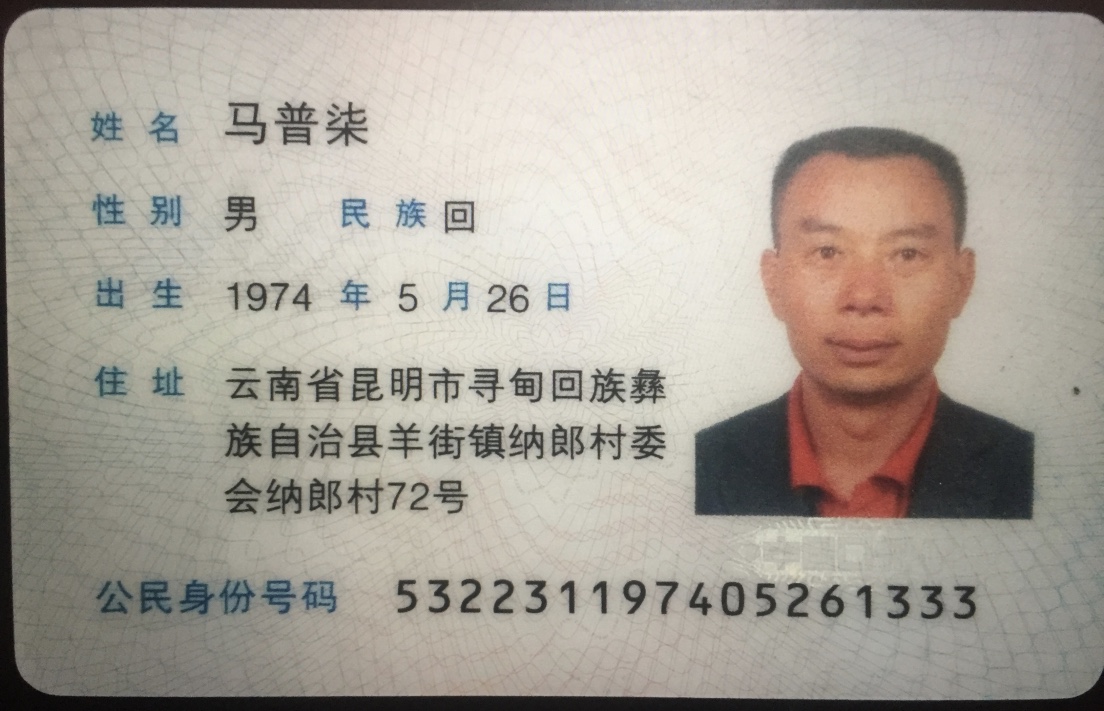 姓名 马普柒
性别 男 民族 回
出生 1974 年 5 月 26 日
住址 云南省昆明市寻甸回族彝
族自治县羊街镇纳郎村委
会纳郎村72号
公民身份号码 532231197405261333